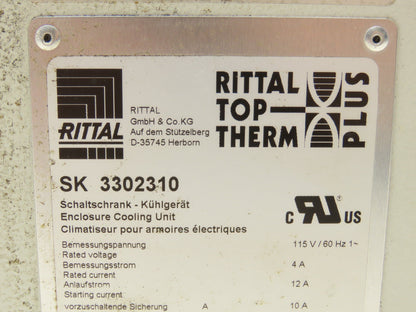 RITTAL
RITTAL
GmbH & Co.KG
Auf dem Stützelberg
D-35745 Herborn
RITTAL
TOP
THERM
PLUS
SK 3302310
Schaltschrank - Kühlgerät
Enclosure Cooling Unit
Climatiseur pour armoires électriques
c RU US
Bemessungsspannung 115 V / 60 Hz 1~
Rated voltage
Bemessungsstrom 4 A
Rated current
Anlaufstrom 12 A
Starting current
vorzuschaltende Sicherung A 10 A